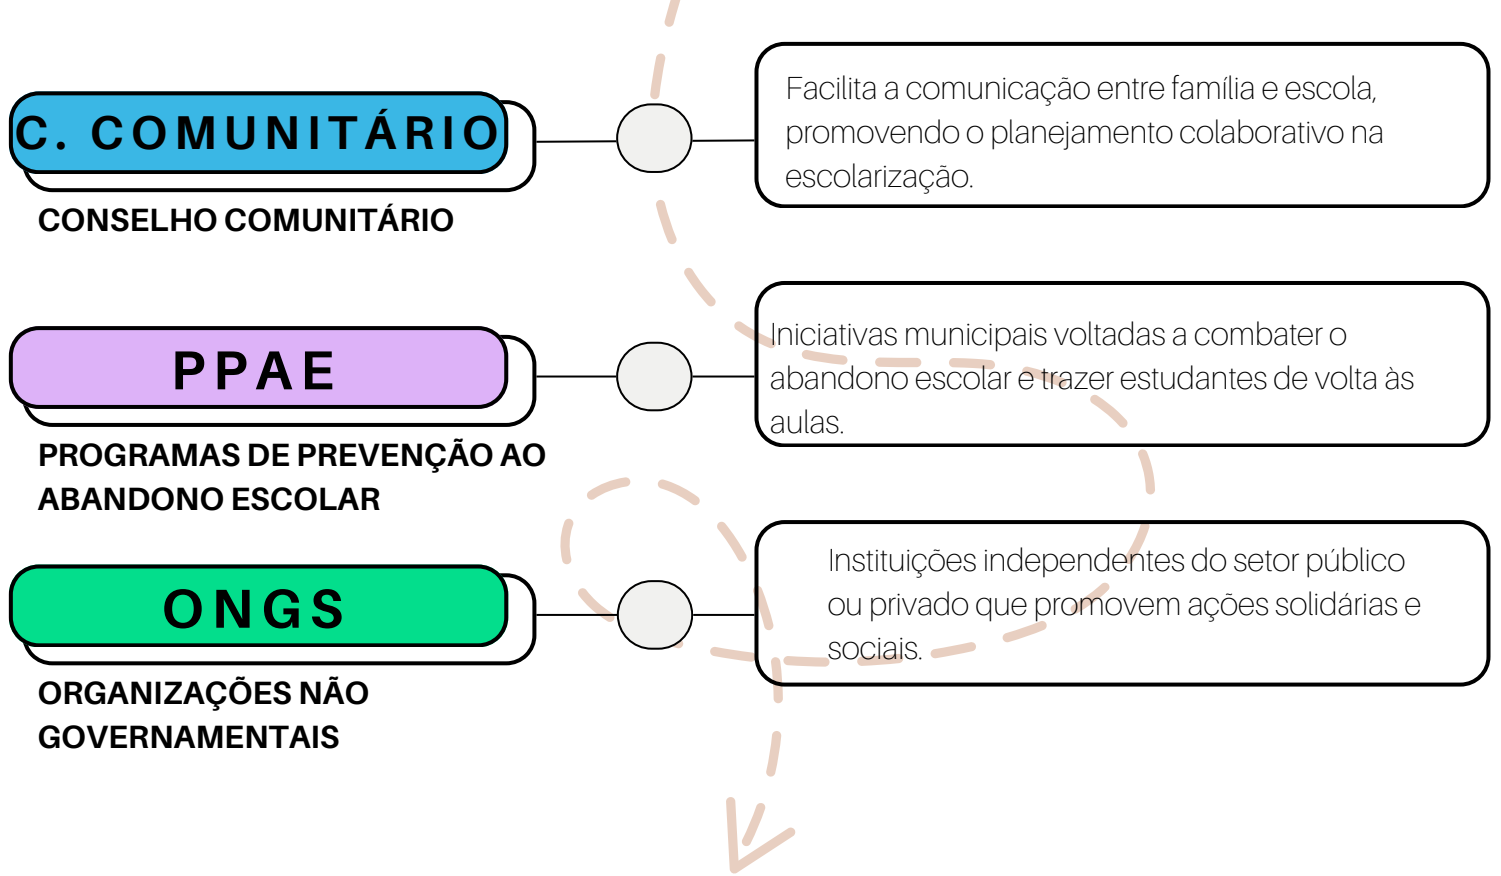 C. COMUNITÁRIO
CONSELHO COMUNITÁRIO
Facilita a comunicação entre família e escola,
promovendo o planejamento colaborativo na
escolarização.
PPAE
PROGRAMAS DE PREVENÇÃO AO
ABANDONO ESCOLAR
Iniciativas municipais voltadas a combater o
abandono escolar e trazer estudantes de volta às
aulas.
ONGS
ORGANIZAÇÕES NÃO
GOVERNAMENTAIS
Instituições independentes do setor público
ou privado que promovem ações solidárias e
sociais.